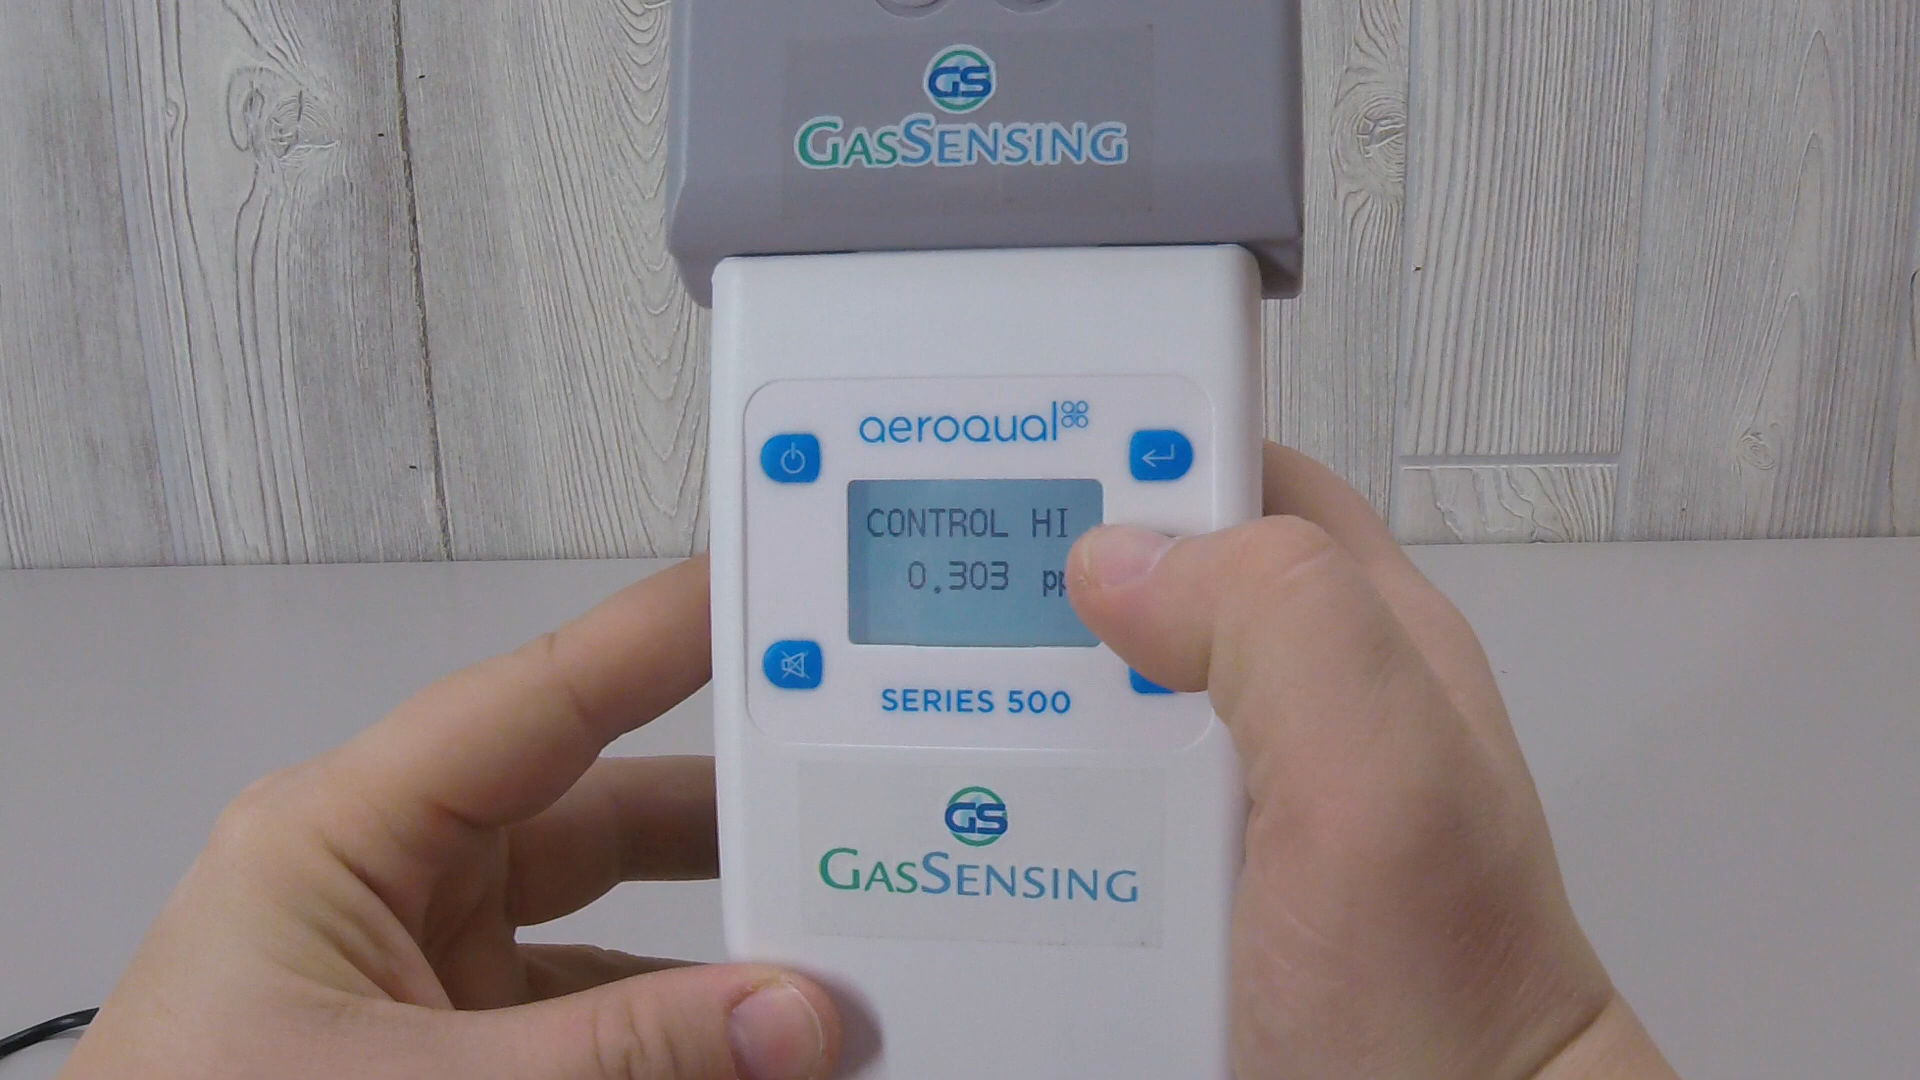 GS
GASSENSING
aeroqual
CONTROL HI
0.303
SERIES 500
GS
GASSENSING